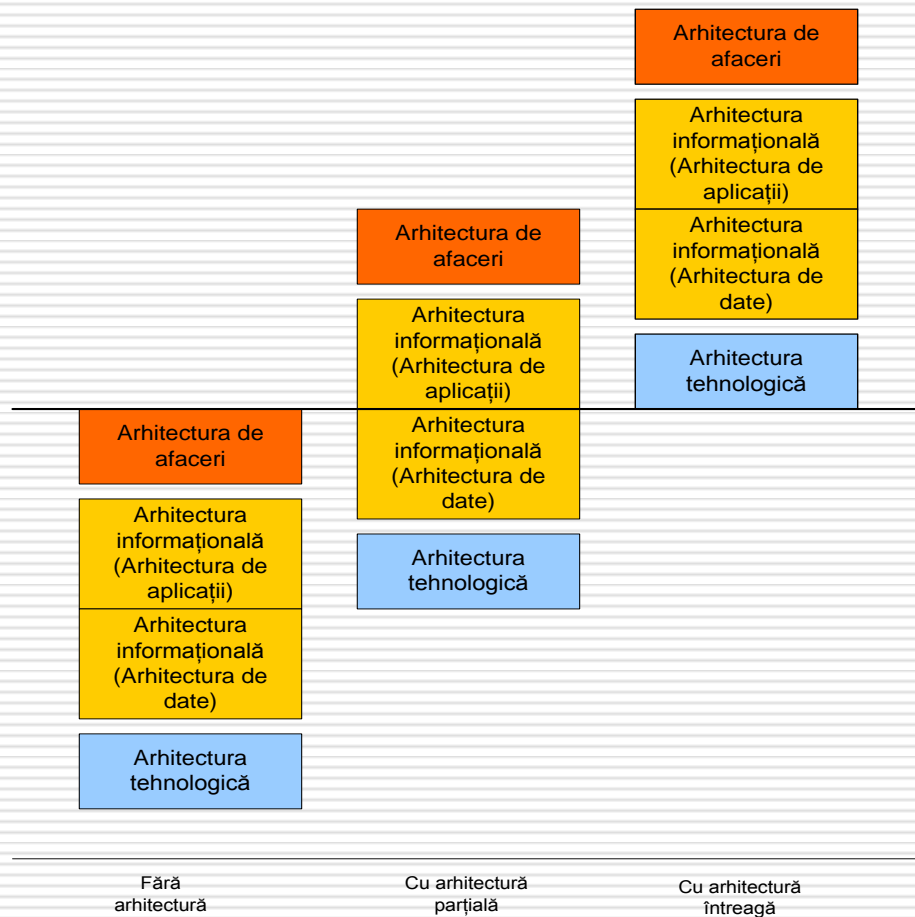 Arhitectura de
afaceri
Arhitectura
informațională
(Arhitectura de
aplicații)
Arhitectura
informațională
(Arhitectura de
date)
Arhitectura
tehnologică
Arhitectura de
afaceri
Arhitectura
informațională
(Arhitectura de
aplicații)
Arhitectura
informațională
(Arhitectura de
date)
Arhitectura
tehnologică
Arhitectura de
afaceri
Arhitectura
informațională
(Arhitectura de
aplicații)
Arhitectura
informațională
(Arhitectura de
date)
Arhitectura
tehnologică
Fără
arhitectură
Cu arhitectură
parțială
Cu arhitectură
întreagă